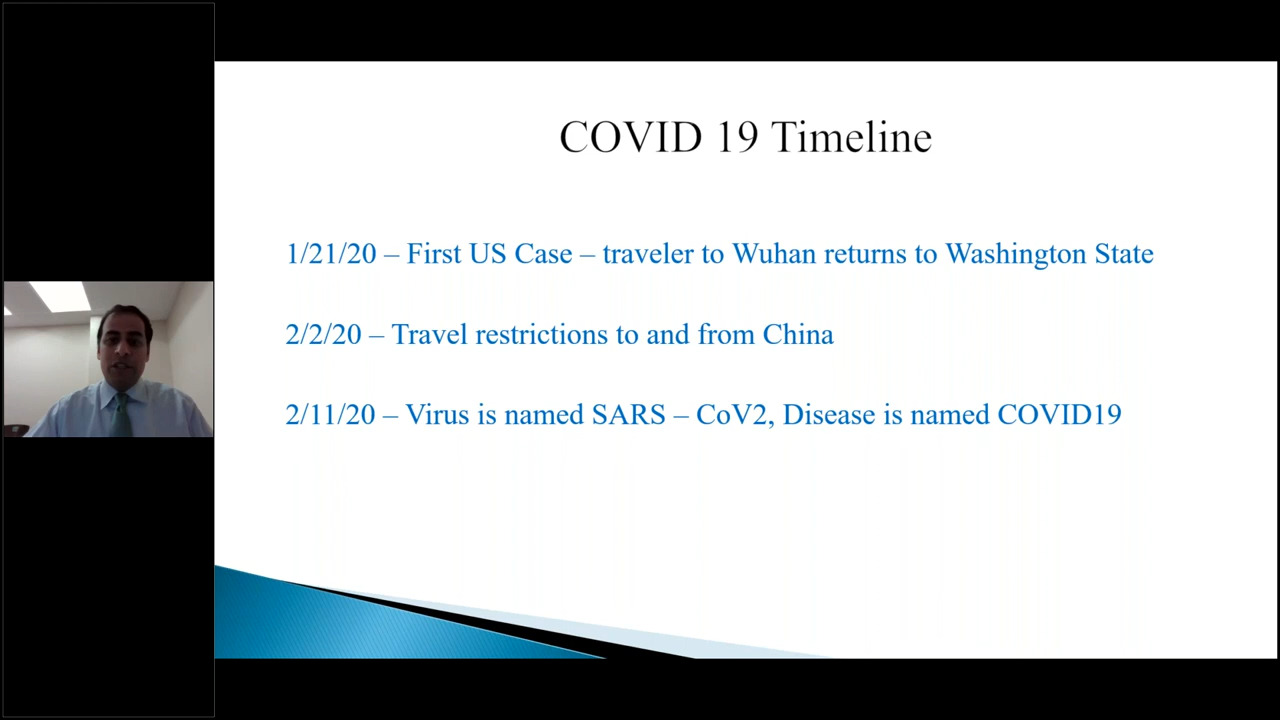 COVID 19 Timeline
1/21/20 – First US Case – traveler to Wuhan returns to Washington State
2/2/20 – Travel restrictions to and from China
2/11/20 – Virus is named SARS – CoV2, Disease is named COVID19